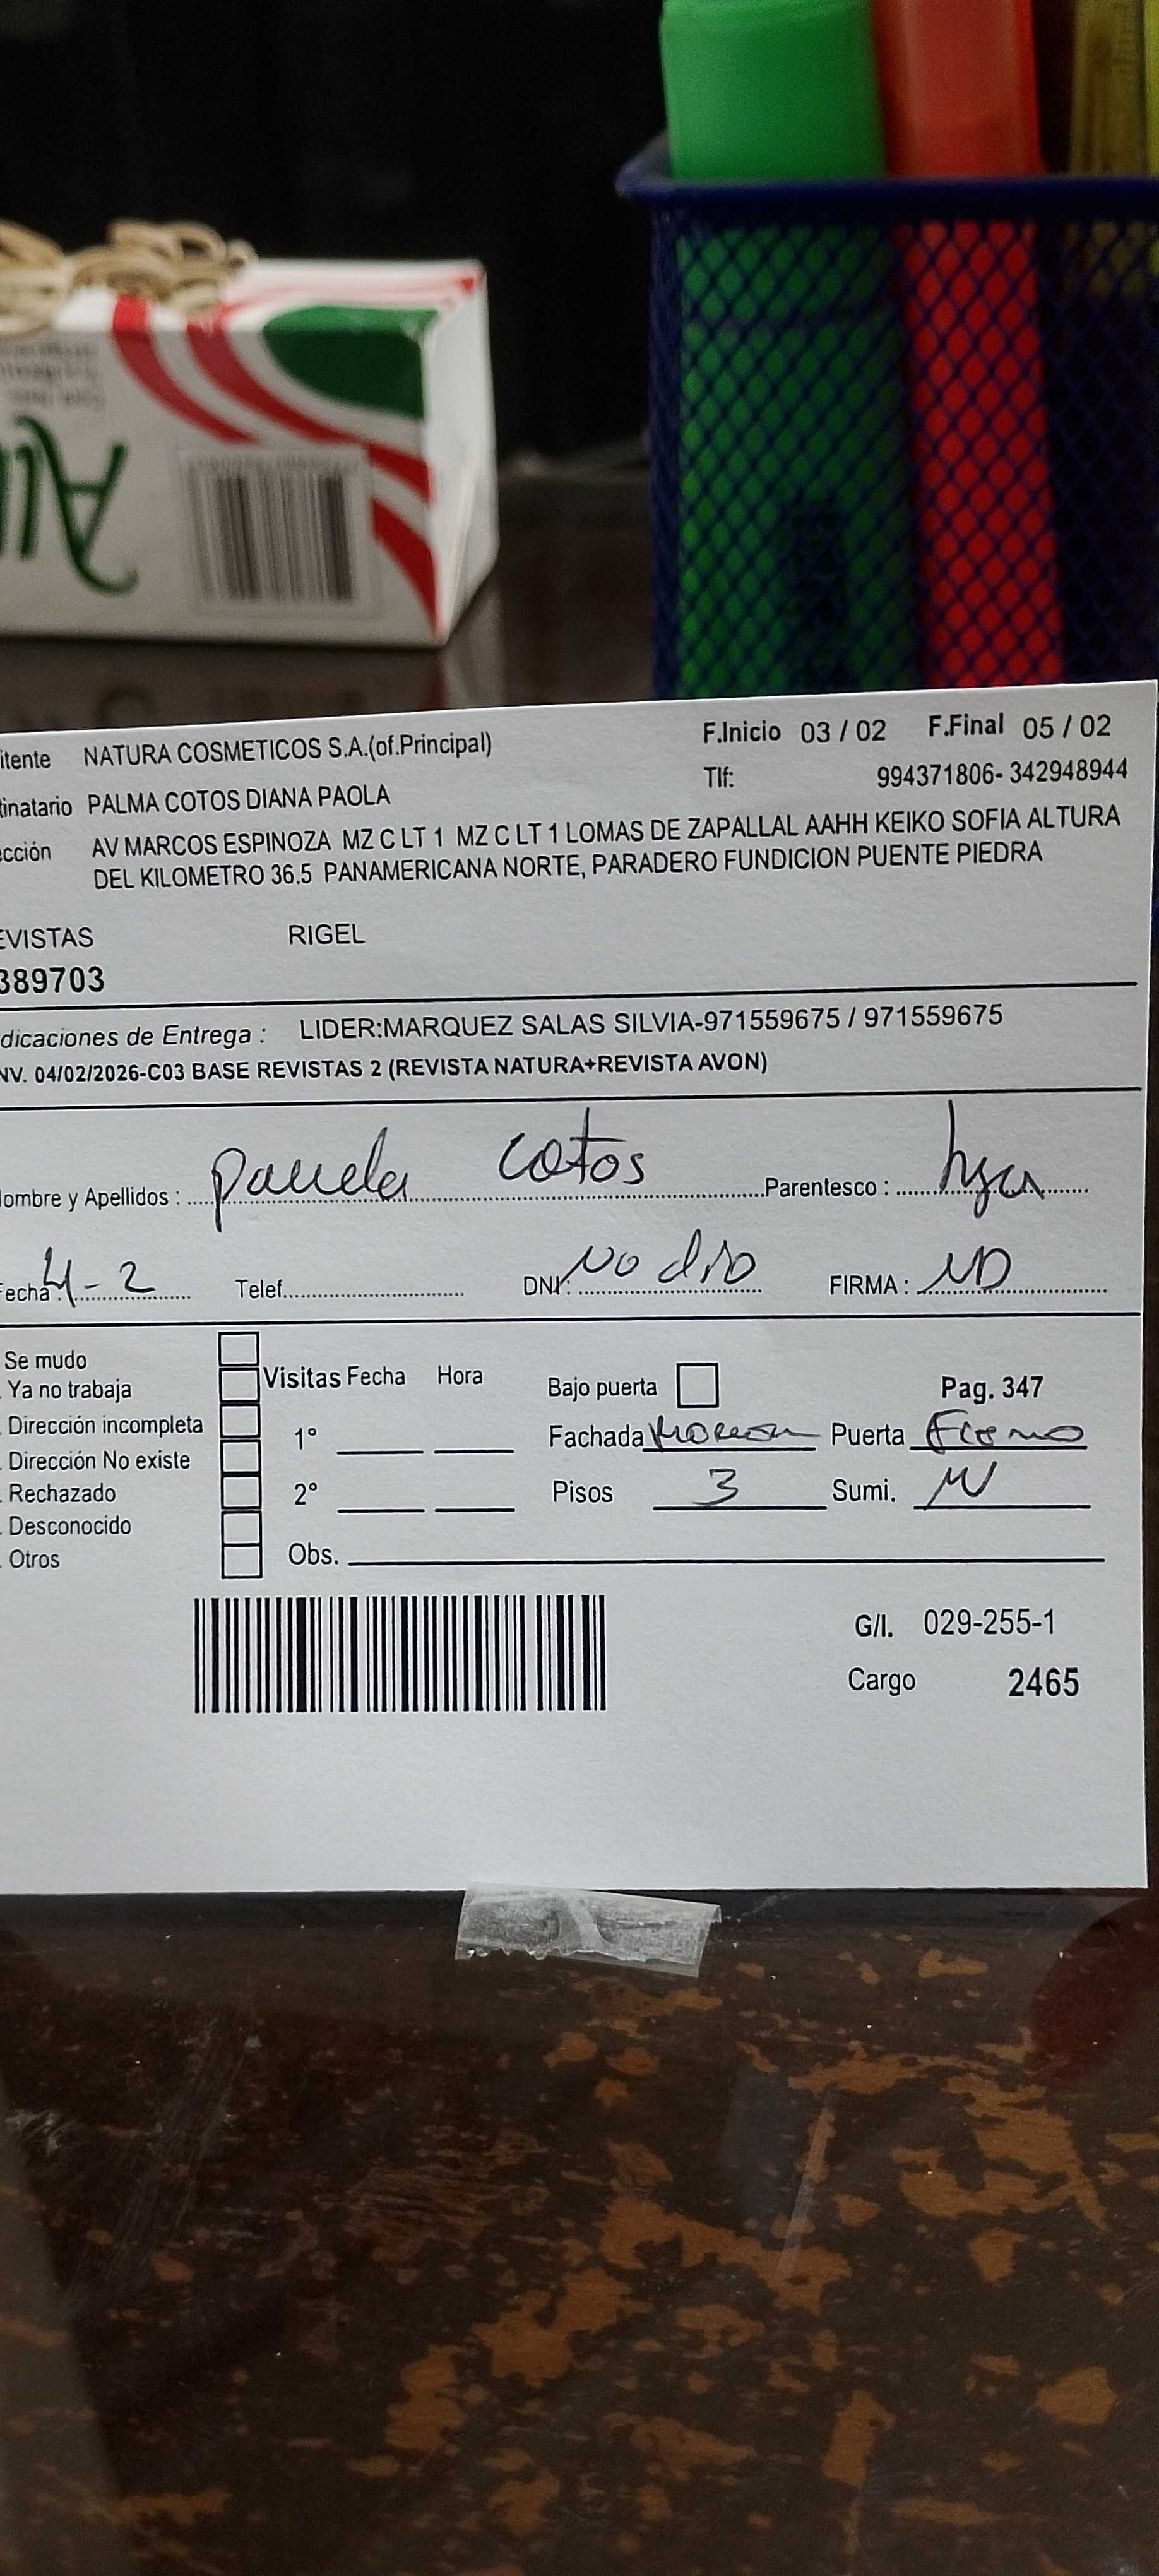 itente NATURA COSMETICOS S.A.(of.Principal) F.Inicio 03 / 02 F.Final 05 / 02
tinatario PALMA COTOS DIANA PAOLA Tlf: 994371806- 342948944
cción AV MARCOS ESPINOZA MZ C LT 1 MZ C LT 1 LOMAS DE ZAPALLAL AAHH KEIKO SOFIA ALTURA
DEL KILOMETRO 36.5 PANAMERICANA NORTE, PARADERO FUNDICION PUENTE PIEDRA
EVISTAS RIGEL
389703
dicaciones de Entrega : LIDER:MARQUEZ SALAS SILVIA-971559675 / 971559675
NV. 04/02/2026-C03 BASE REVISTAS 2 (REVISTA NATURA+REVISTA AVON)
ombre y Apellidos : cotos Parentesco :
echa: 4-2 Telef. DNI: No dio FIRMA : ND
Se mudo
Ya no trabaja Visitas Fecha Hora Bajo puerta Pag. 347
Dirección incompleta 1° Fachada Puerta
Dirección No existe
Rechazado 2° Pisos 3 Sumi.
Desconocido
Otros Obs.
G/I. 029-255-1
Cargo 2465